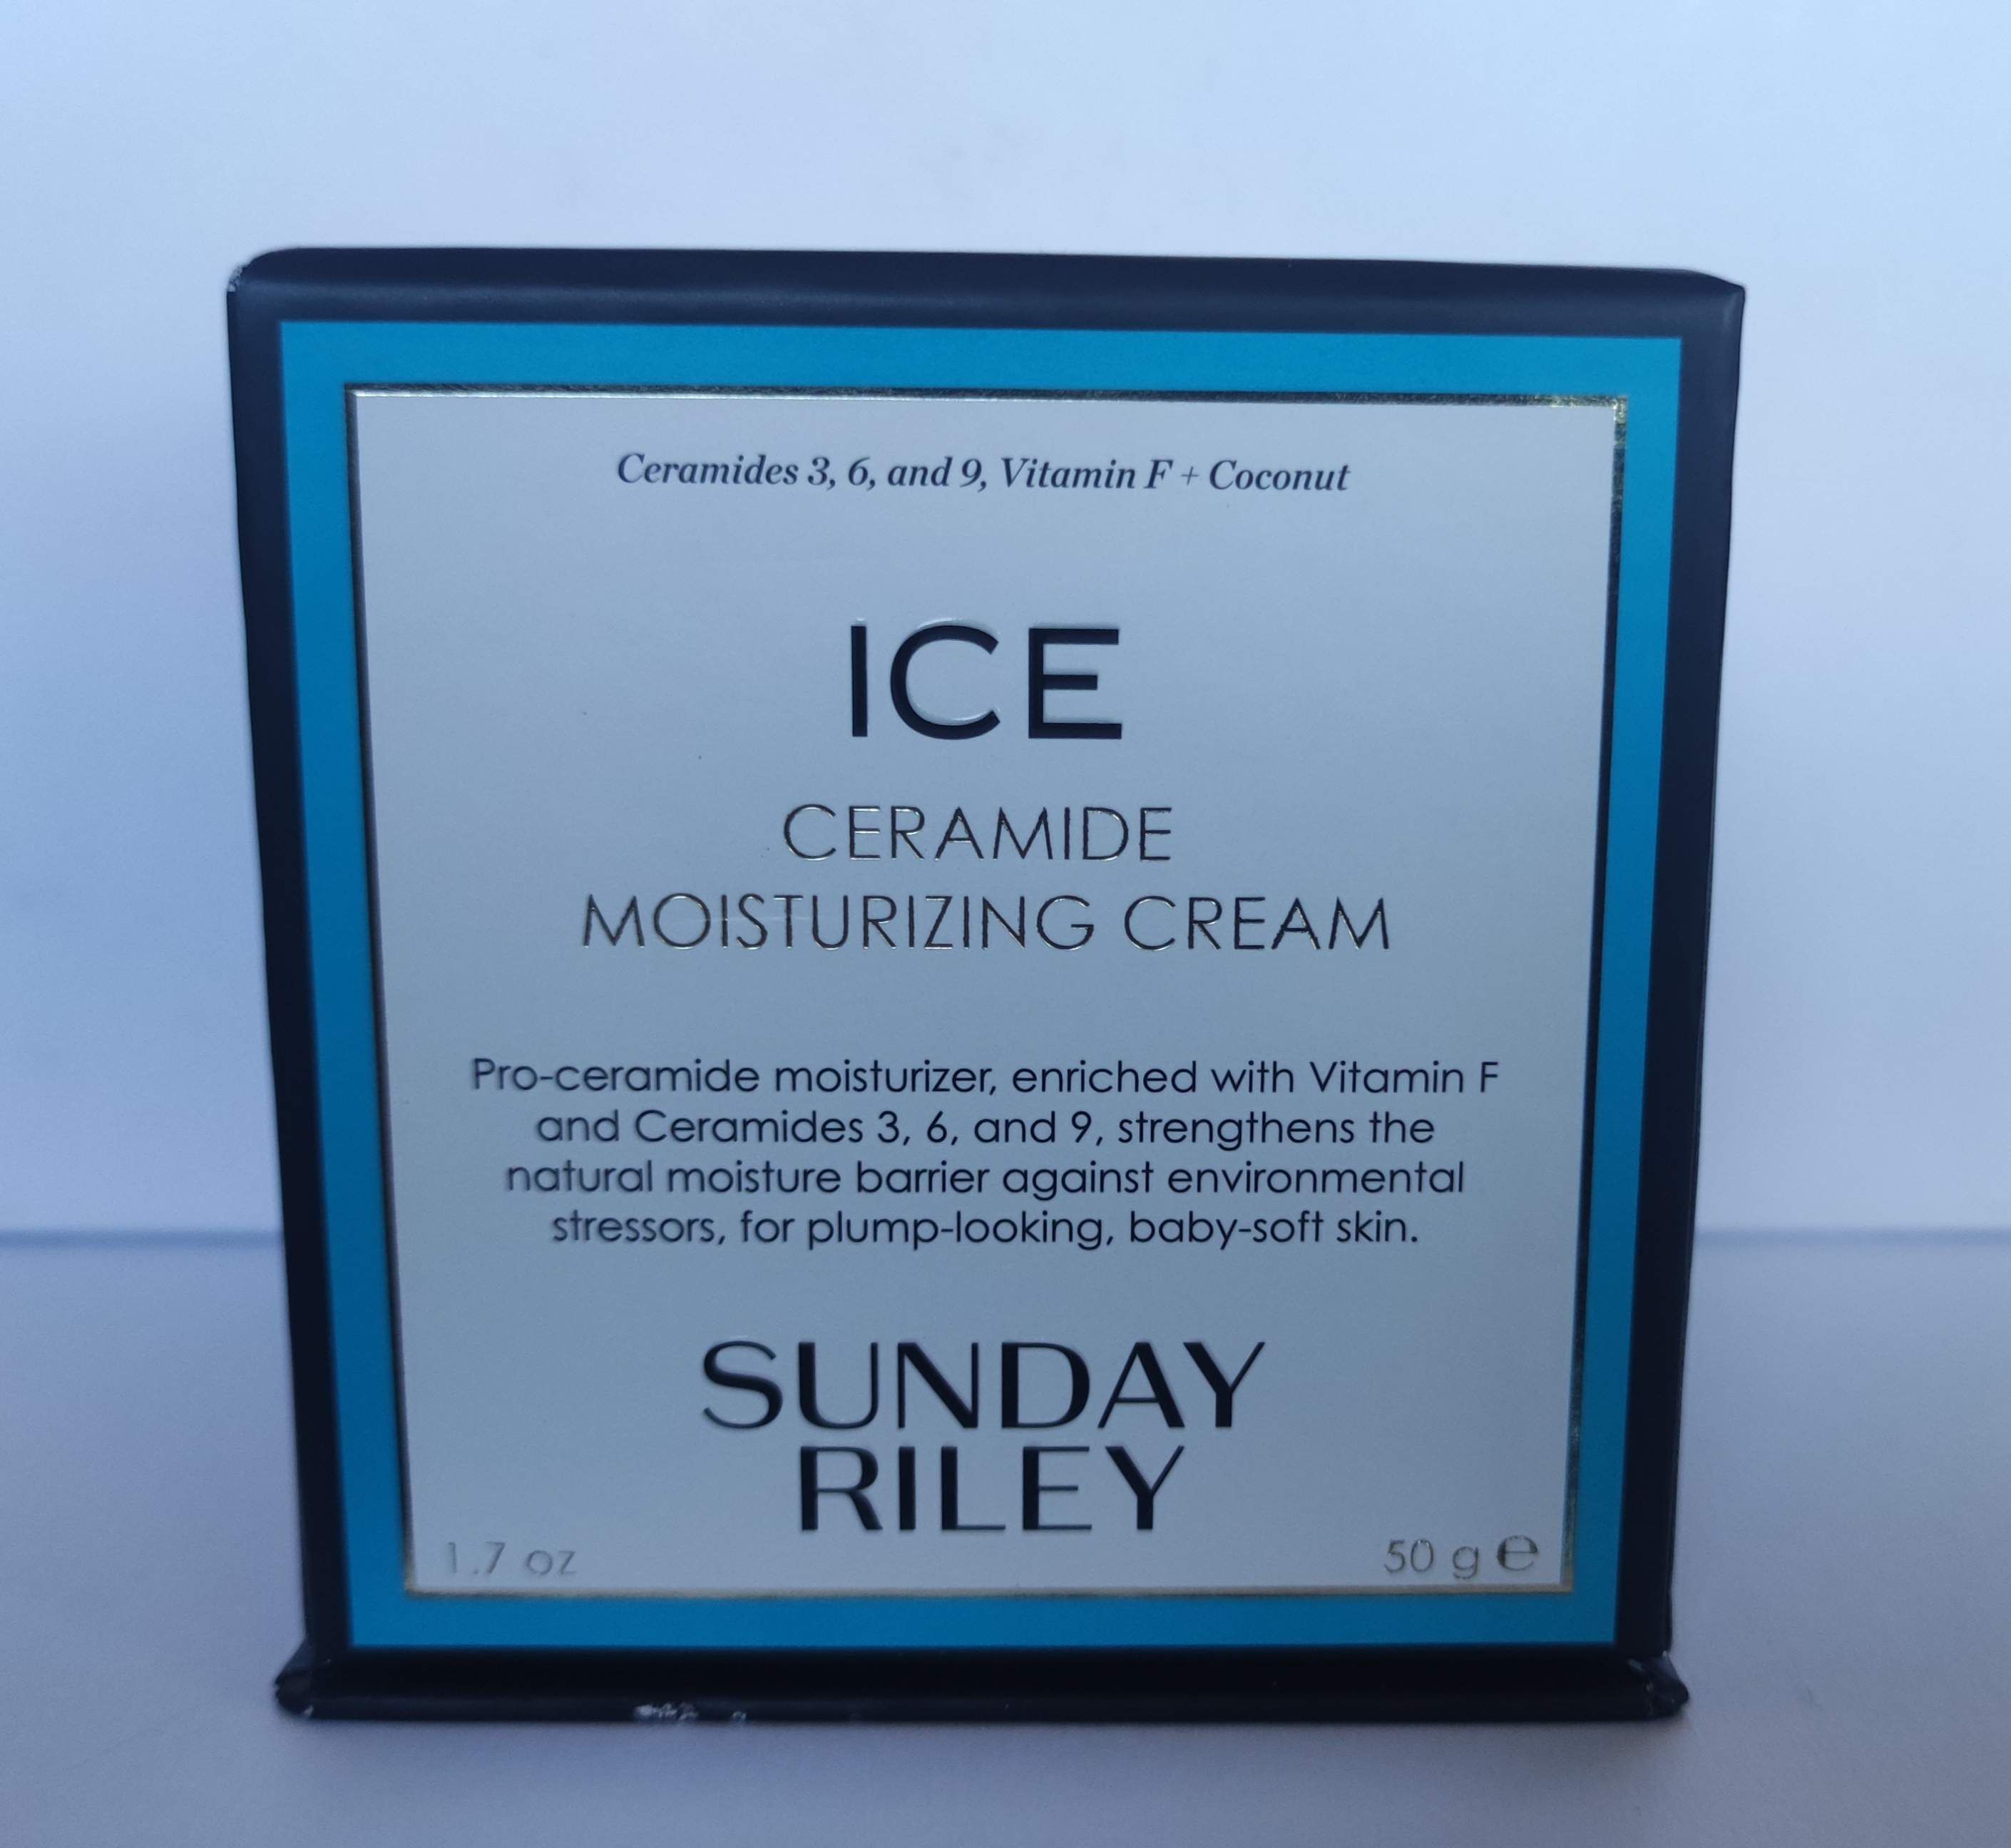 Ceramides 3, 6, and 9, Vitamin F + Coconut
ICE
CERAMIDE
MOISTURIZING CREAM
Pro-ceramide moisturizer, enriched with Vitamin F
and Ceramides 3, 6, and 9, strengthens the
natural moisture barrier against environmental
stressors, for plump-looking, baby-soft skin.
SUNDAY
RILEY
1.7 oz
50 g ℮